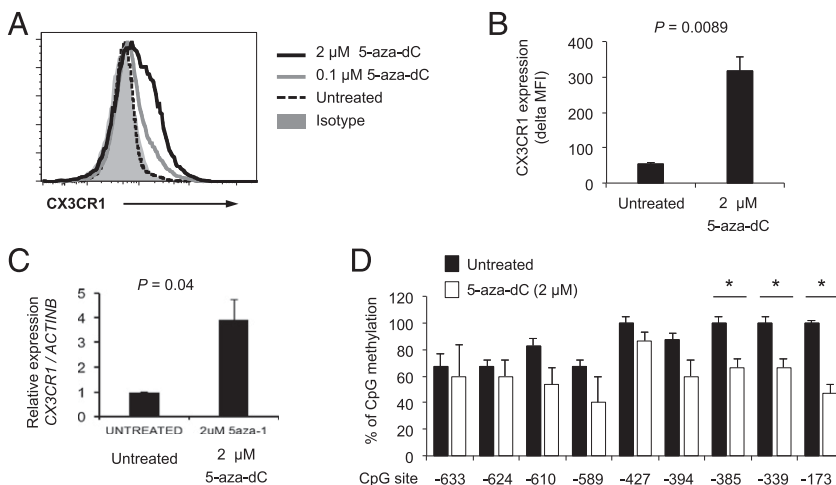 A
2 µM 5-aza-dC
0.1 µM 5-aza-dC
Untreated
Isotype
CX3CR1
B
P = 0.0089
CX3CR1 expression
(delta MFI)
400
300
200
100
0
Untreated
2 µM
5-aza-dC
C
P = 0.04
Relative expression
CX3CR1 / ACTINB
5
4
3
2
1
0
UNTREATED 2uM 5aza-1
Untreated
2 µM
5-aza-dC
D
Untreated
5-aza-dC (2 µM)
% of CpG methylation
120
100
80
60
40
20
0
* * *
CpG site -633 -624 -610 -589 -427 -394 -385 -339 -173